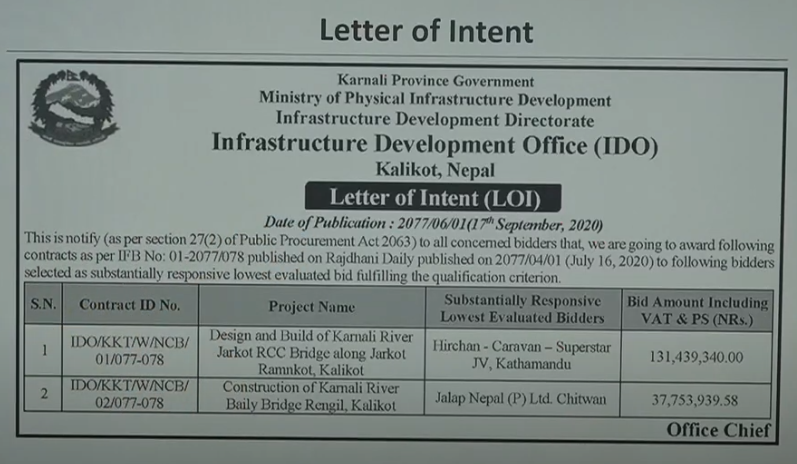 Letter of Intent
Karnali Province Government
Ministry of Physical Infrastructure Development
Infrastructure Development Directorate
Infrastructure Development Office (IDO)
Kalikot, Nepal
Letter of Intent (LOI)
Date of Publication : 2077/06/01(17th September, 2020)
This is notify (as per section 27(2) of Public Procurement Act 2063) to all concerned bidders that, we are going to award following
contracts as per IFB No: 01-2077/078 published on Rajdhani Daily published on 2077/04/01 (July 16, 2020) to following bidders
selected as substantially responsive lowest evaluated bid fulfilling the qualification criterion.
S.N. Contract ID No. Project Name Substantially Responsive Lowest Evaluated Bidders Bid Amount Including VAT & PS (NRs.)
1 IDO/KKT/W/NCB/ 01/077-078 Design and Build of Karnali River Jarkot RCC Bridge along Jarkot Ramnkot, Kalikot Hirchan - Caravan – Superstar JV, Kathamandu 131,439,340.00
2 IDO/KKT/W/NCB/ 02/077-078 Construction of Karnali River Baily Bridge Rengil, Kalikot Jalap Nepal (P) Ltd. Chitwan 37,753,939.58
Office Chief